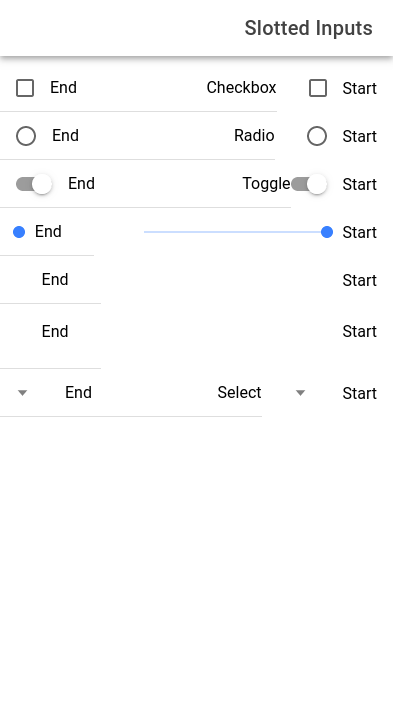 Slotted Inputs
End Checkbox Start
End Radio Start
End Toggle Start
End Start
End Start
End Start
End Select Start